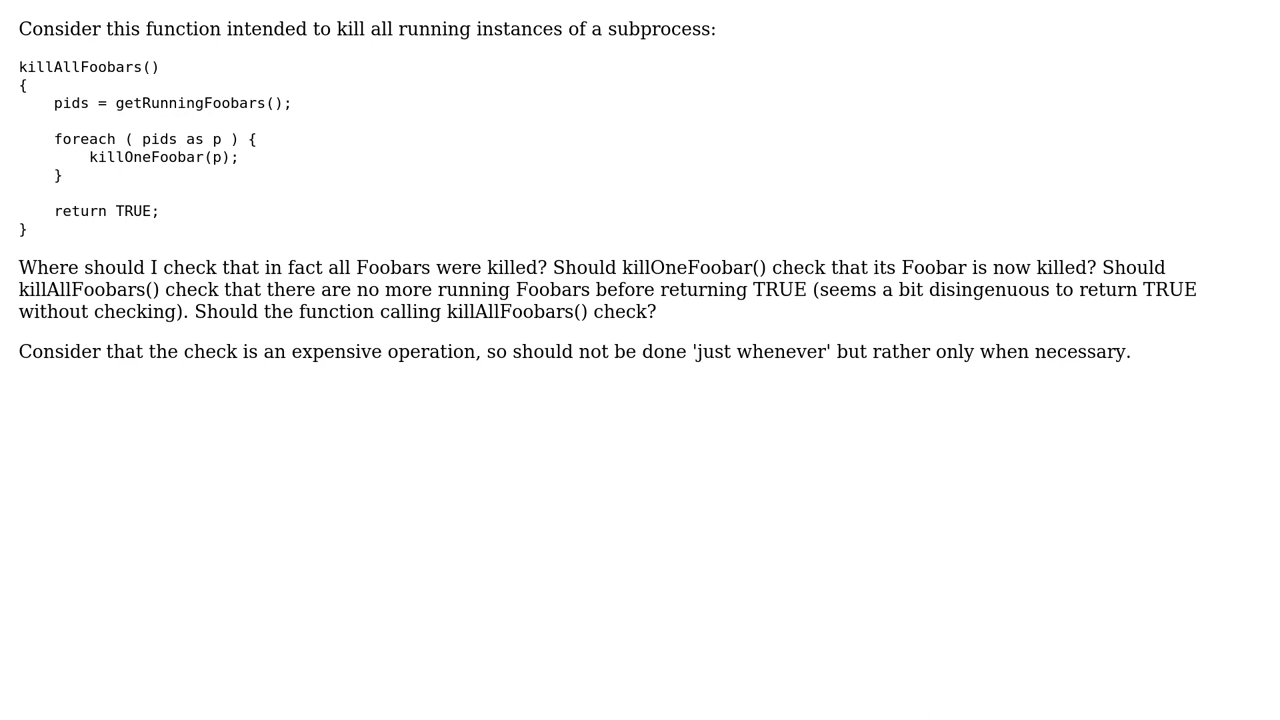 Consider this function intended to kill all running instances of a subprocess:
killAllFoobars()
{
    pids = getRunningFoobars();
    foreach ( pids as p ) {
        killOneFoobar(p);
    }
    return TRUE;
}
Where should I check that in fact all Foobars were killed? Should killOneFoobar() check that its Foobar is now killed? Should
killAllFoobars() check that there are no more running Foobars before returning TRUE (seems a bit disingenuous to return TRUE
without checking). Should the function calling killAllFoobars() check?
Consider that the check is an expensive operation, so should not be done 'just whenever' but rather only when necessary.